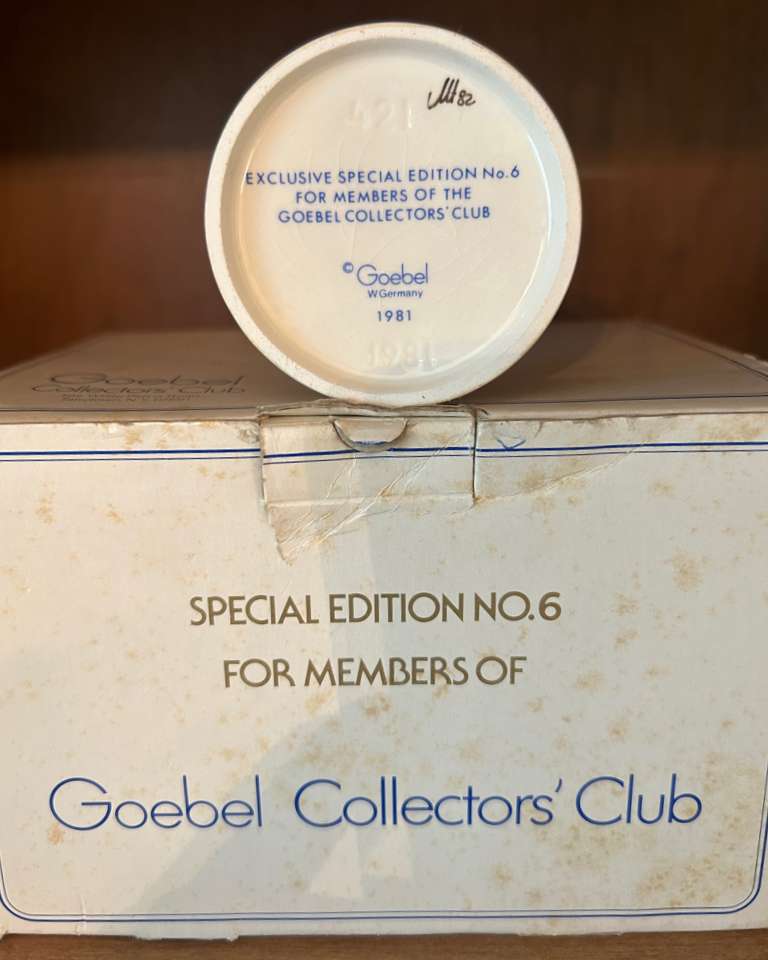 421
82
EXCLUSIVE SPECIAL EDITION No.6
FOR MEMBERS OF THE
GOEBEL COLLECTORS' CLUB
© Goebel
W.Germany
1981
1981
Goebel
Collectors' Club
SPECIAL EDITION NO.6
FOR MEMBERS OF
Goebel Collectors' Club